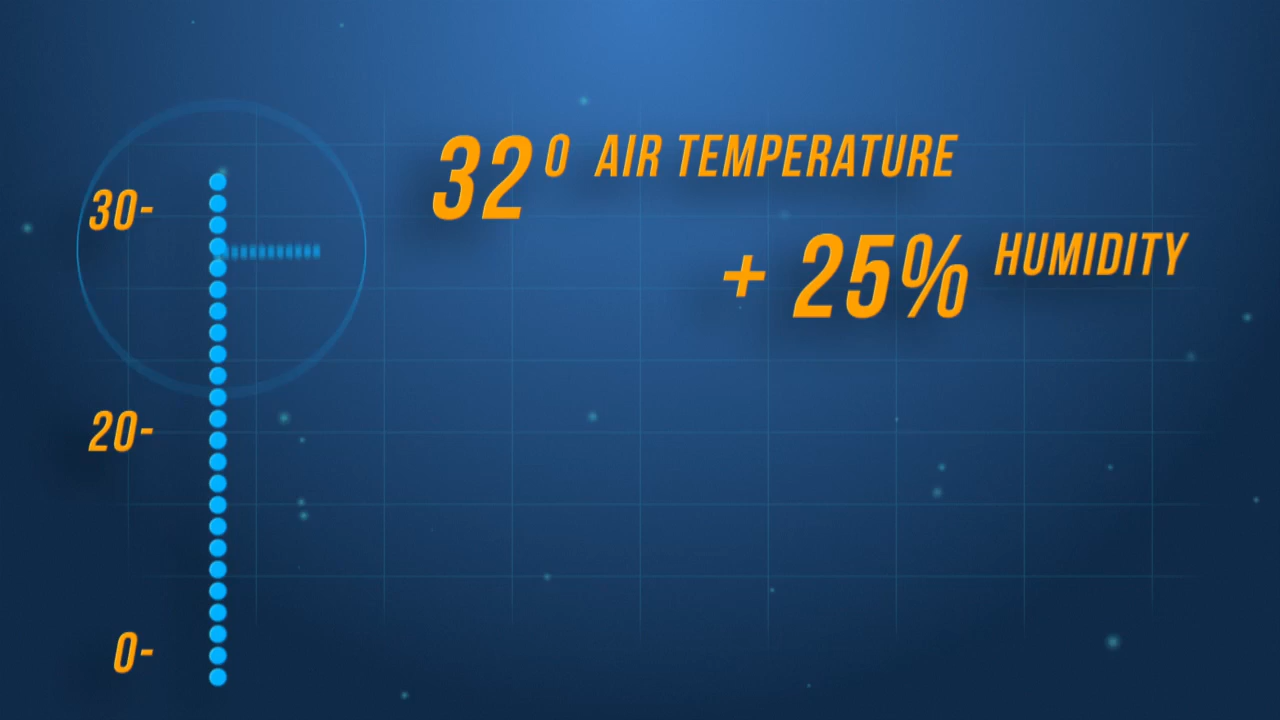 32° AIR TEMPERATURE
+ 25% HUMIDITY
30-
20-
0-